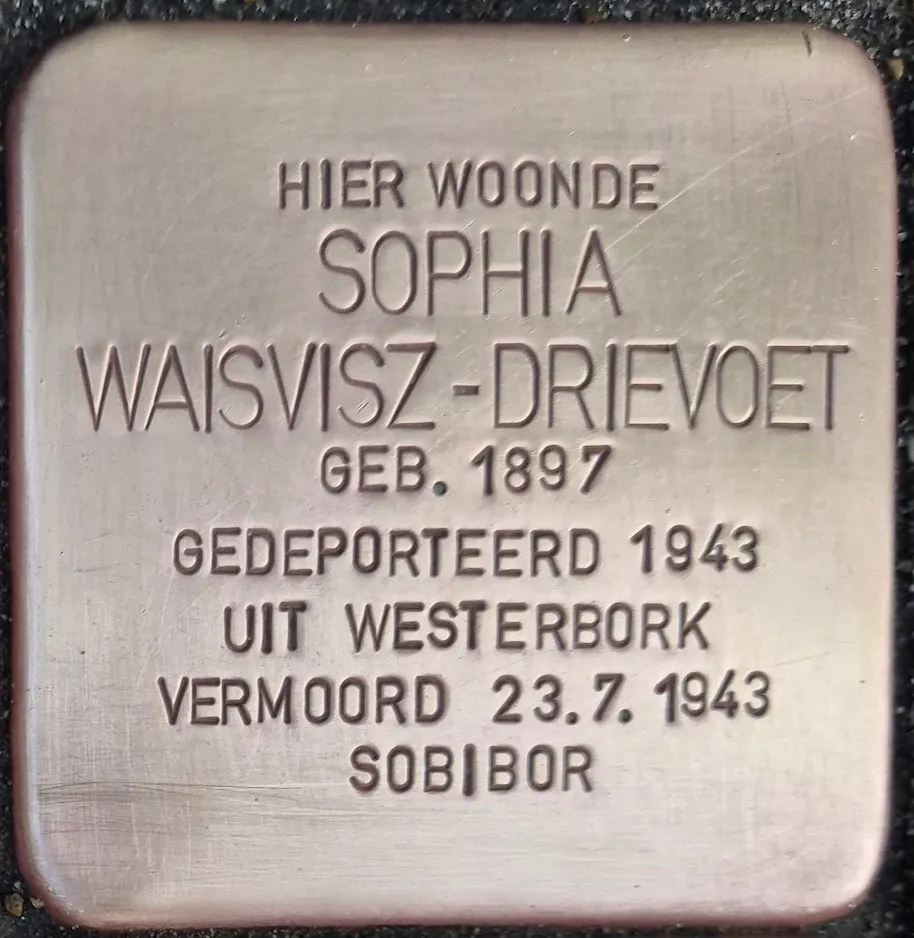 HIER WOONDE
SOPHIA
WAISVISZ-DRIEVOET
GEB. 1897
GEDEPORTEERD 1943
UIT WESTERBORK
VERMOORD 23.7.1943
SOBIBOR